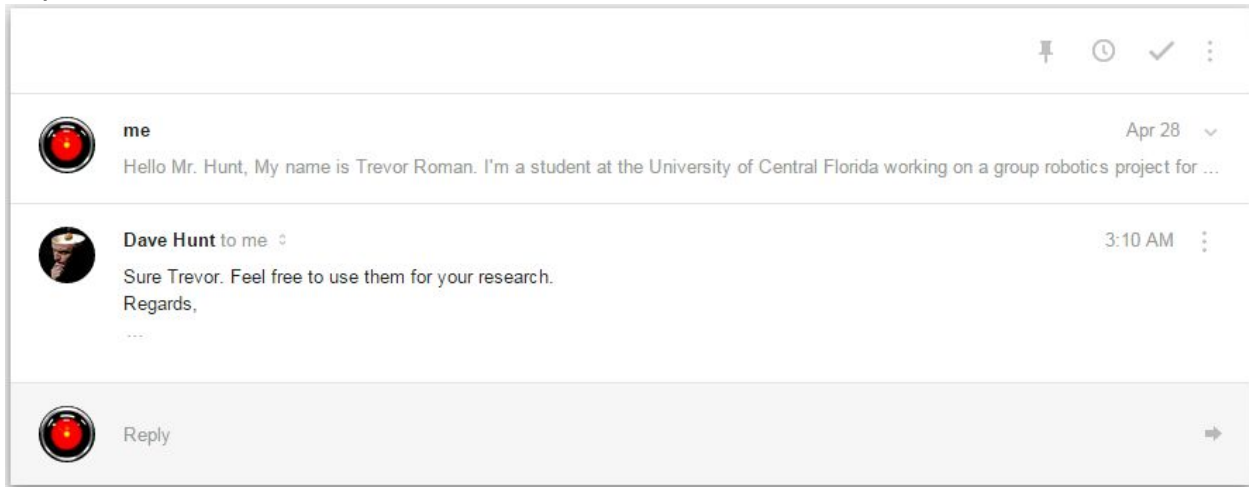 me
Apr 28
Hello Mr. Hunt, My name is Trevor Roman. I'm a student at the University of Central Florida working on a group robotics project for ...
Dave Hunt to me
3:10 AM
Sure Trevor. Feel free to use them for your research.
Regards,
...
Reply